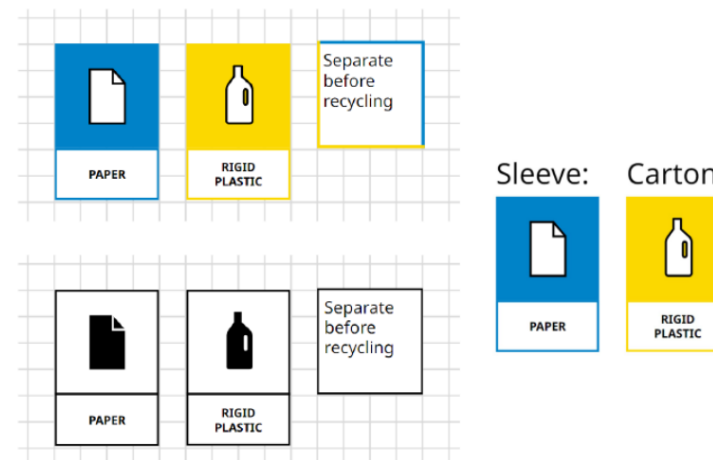 Separate
before
recycling
PAPER
RIGID
PLASTIC
Sleeve:
Carton
PAPER
RIGID
PLASTIC
Separate
before
recycling
PAPER
RIGID
PLASTIC